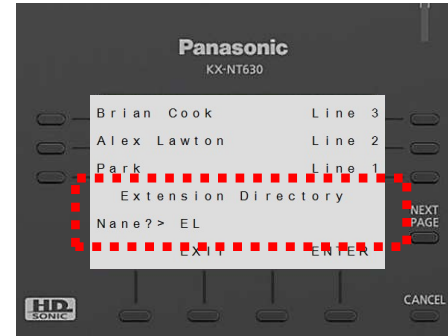 Panasonic
KX-NT630
Brian Cook Line 3
Alex Lawton Line 2
Park Line 1
Extension Directory
Nane?> EL
EXIT ENTER
NEXT
PAGE
CANCEL
HD
SONIC